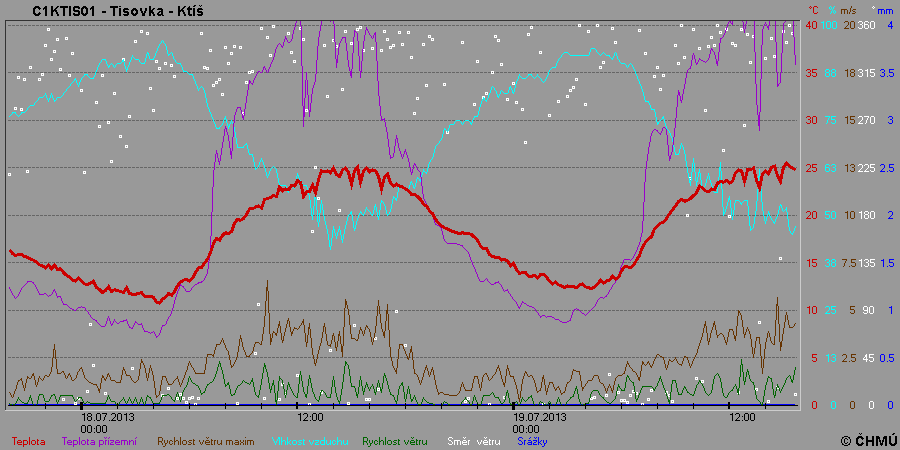 C1KTIS01 - Tisovka - Ktíš
°C % m/s ° mm
40 100 20 360 4
35 88 18 315 3.5
30 75 15 270 3
25 63 13 225 2.5
20 50 10 180 2
15 38 7.5 135 1.5
10 25 5 90 1
5 13 2.5 45 0.5
0 0 0 0 0
18.07.2013 12:00 19.07.2013 12:00
00:00 00:00
Teplota Teplota přízemní Rychlost větru maxim Vlhkost vzduchu Rychlost větru Směr větru Srážky
© ČHMÚ